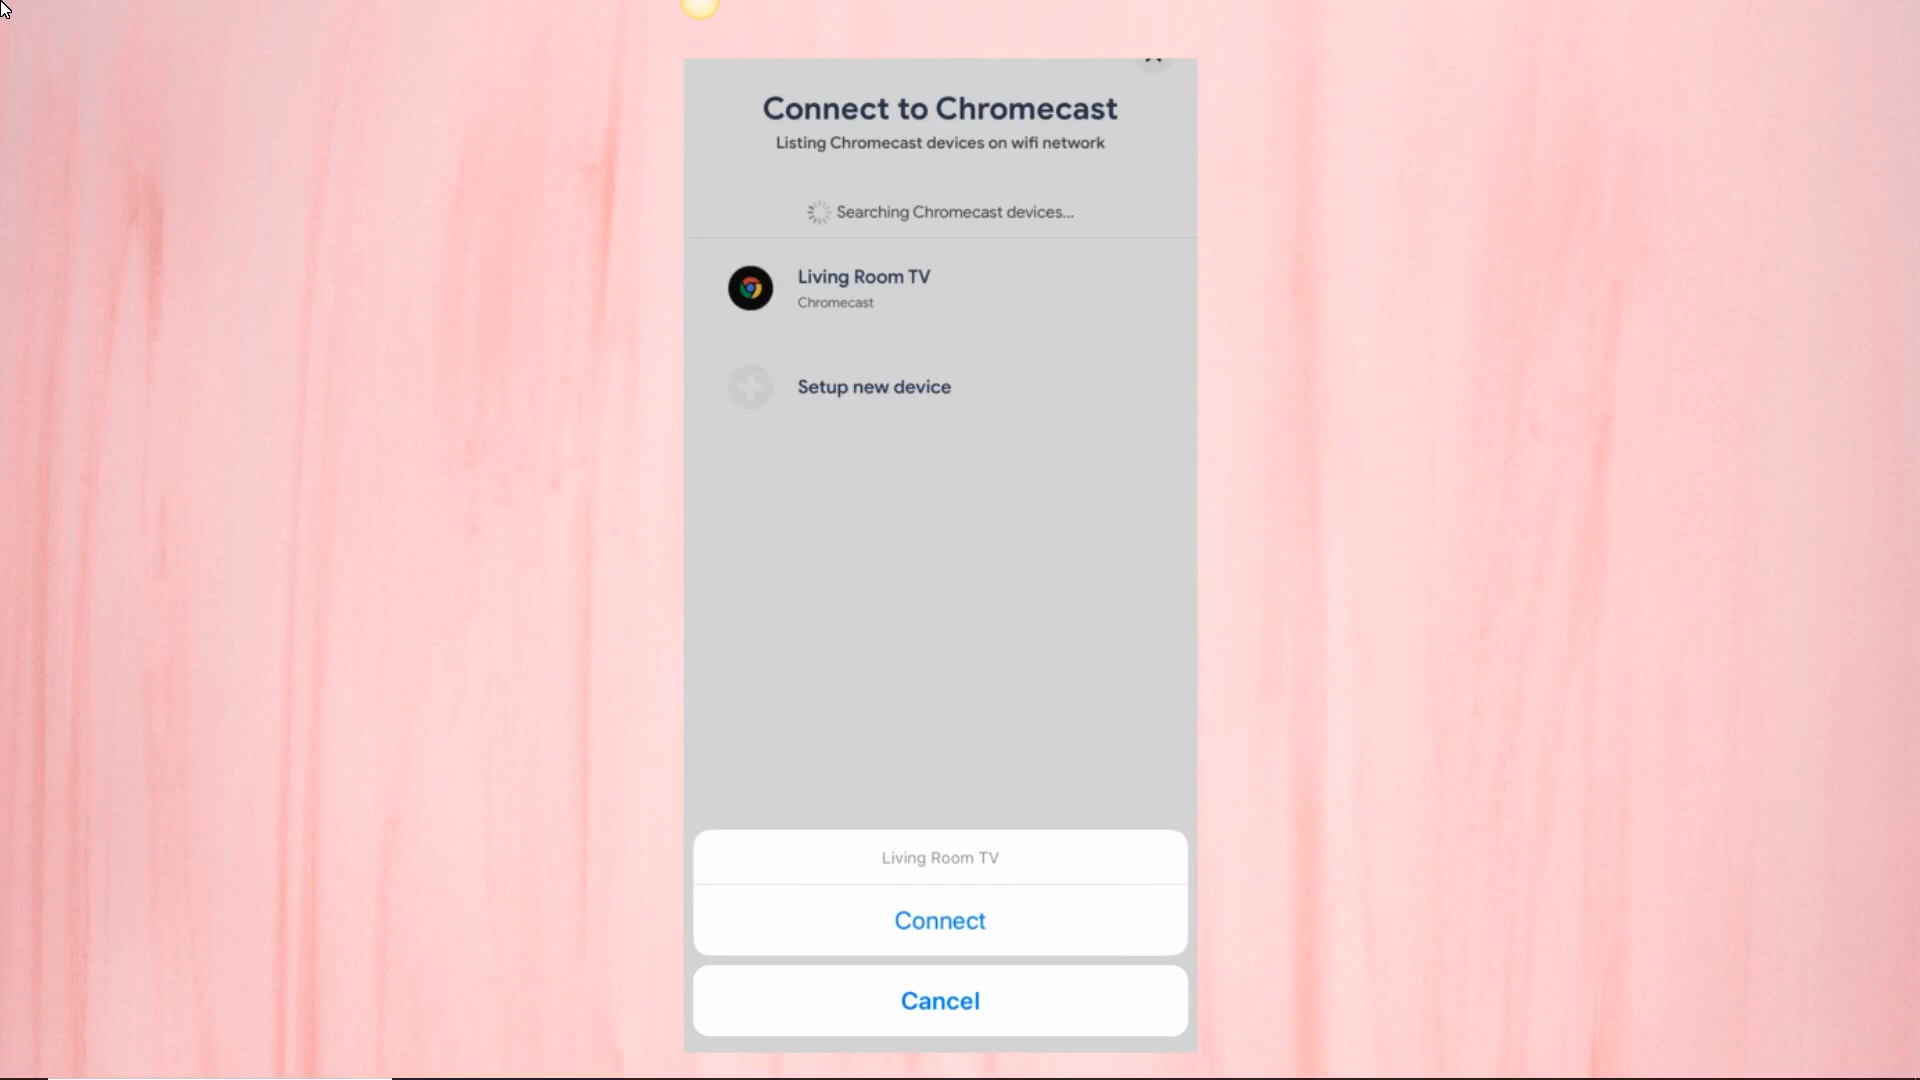 Connect to Chromecast
Listing Chromecast devices on wifi network
Searching Chromecast devices...
Living Room TV
Chromecast
Setup new device
Living Room TV
Connect
Cancel